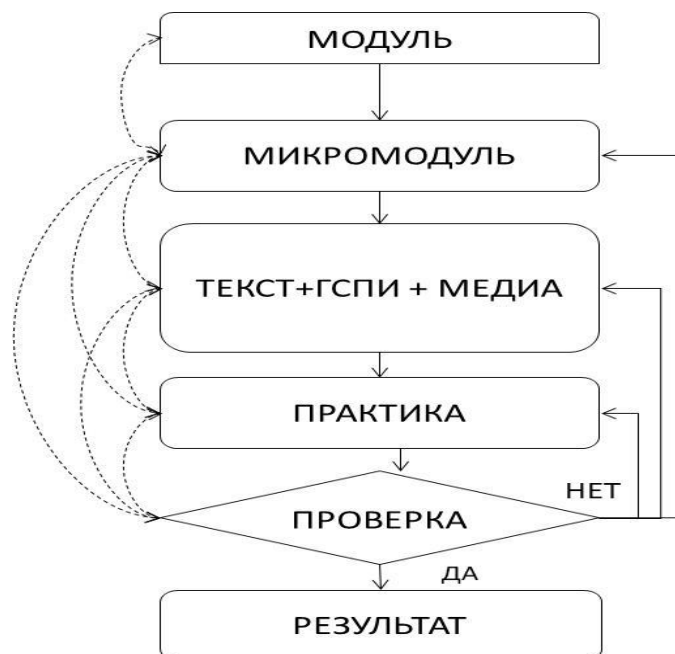 МОДУЛЬ
МИКРОМОДУЛЬ
ТЕКСТ+ГСПИ + МЕДИА
ПРАКТИКА
НЕТ
ПРОВЕРКА
ДА
РЕЗУЛЬТАТ